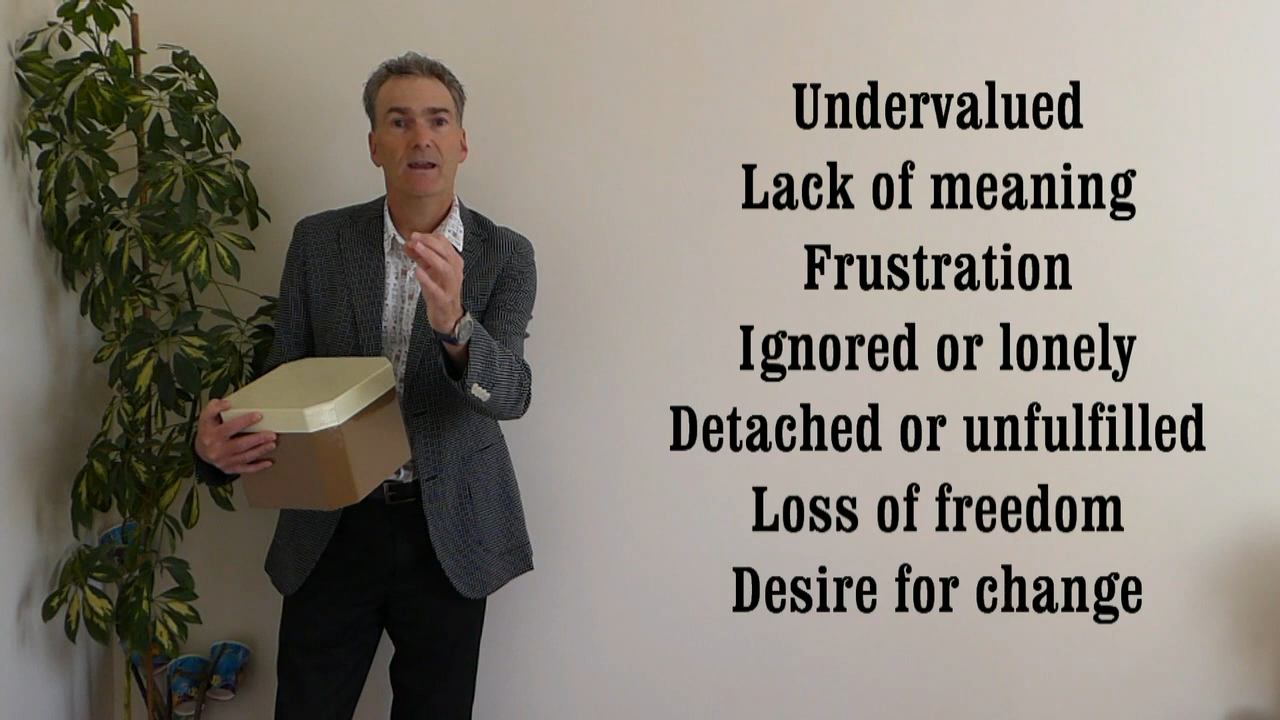 Undervalued
Lack of meaning
Frustration
Ignored or lonely
Detached or unfulfilled
Loss of freedom
Desire for change